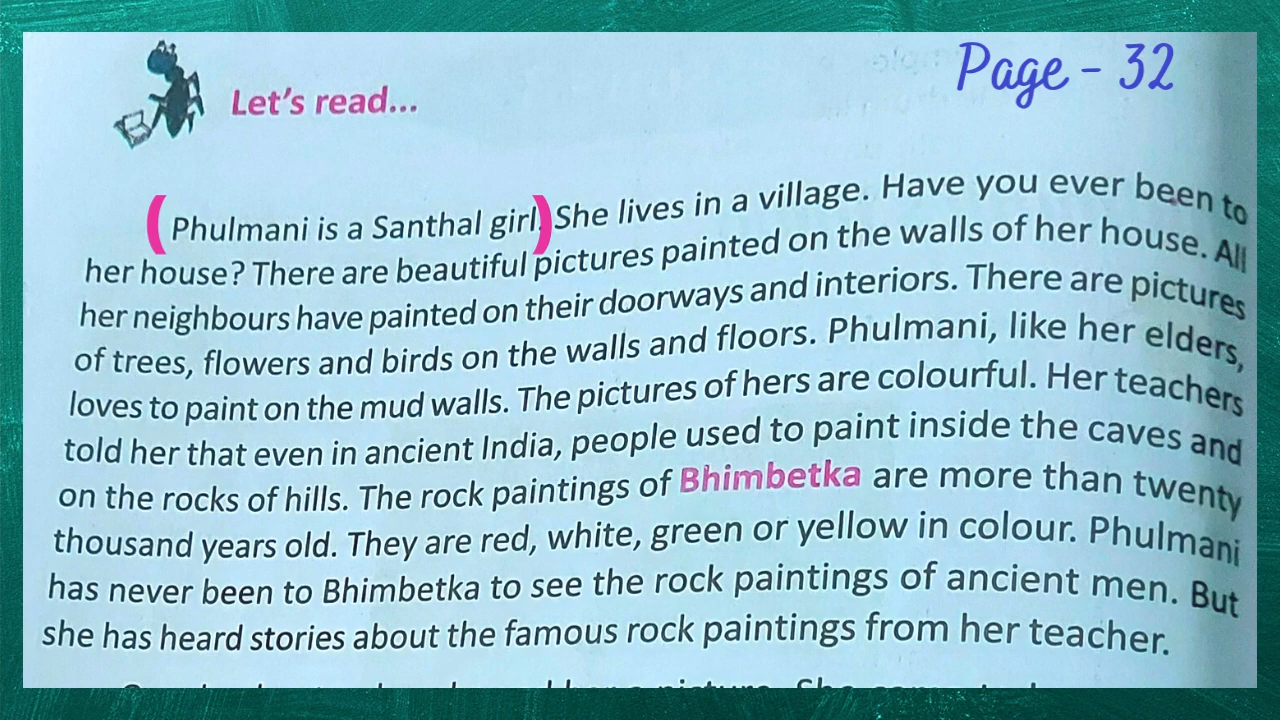 Page - 32
Let's read...
(Phulmani is a Santhal girl.) She lives in a village. Have you ever been to
her house? There are beautiful pictures painted on the walls of her house. All
her neighbours have painted on their doorways and interiors. There are pictures
of trees, flowers and birds on the walls and floors. Phulmani, like her elders,
loves to paint on the mud walls. The pictures of hers are colourful. Her teachers
told her that even in ancient India, people used to paint inside the caves and
on the rocks of hills. The rock paintings of Bhimbetka are more than twenty
thousand years old. They are red, white, green or yellow in colour. Phulmani
has never been to Bhimbetka to see the rock paintings of ancient men. But
she has heard stories about the famous rock paintings from her teacher.